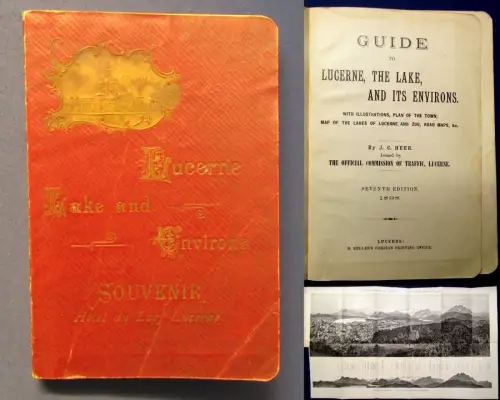 Lucerne
Lake and
Environs
SOUVENIR
Hôtel du Lac, Lucerne
GUIDE
TO
LUCERNE, THE LAKE,
AND ITS ENVIRONS.
WITH ILLUSTRATIONS, PLAN OF THE TOWN,
MAP OF THE LAKES OF LUCERNE AND ZUG, ROAD MAPS, &c.
By J. C. HEER.
Issued by
THE OFFICIAL COMMISSION OF TRAFFIC, LUCERNE.
SEVENTH EDITION.
LUCERNE:
H. KELLER'S FOREIGN PRINTING OFFICE.